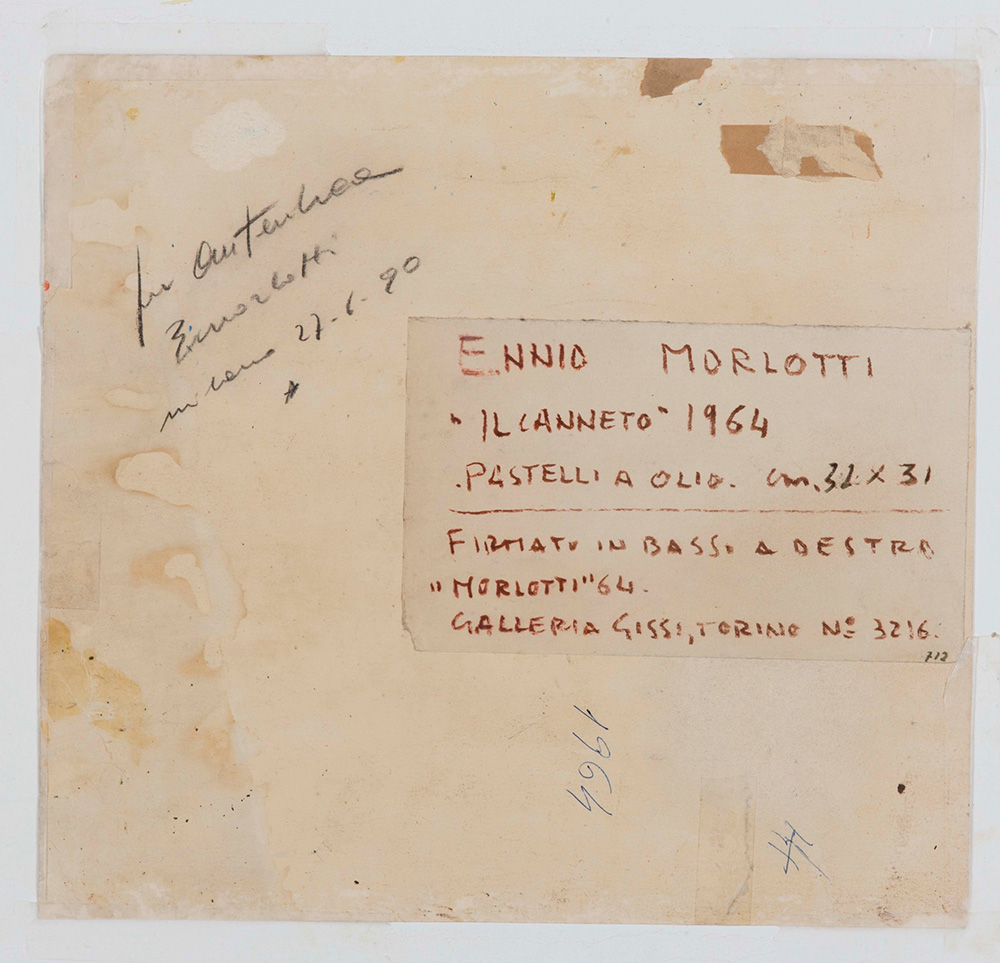 per autentica
EMorlotti
milano 27-6-90
ENNIO MORLOTTI
"IL CANNETO" 1964
.PASTELLI A OLIO. cm. 32 X 31
FIRMATO IN BASSO A DESTRA
"MORLOTTI" 64.
GALLERIA GISSI, TORINO Nº 3216.
712
1964